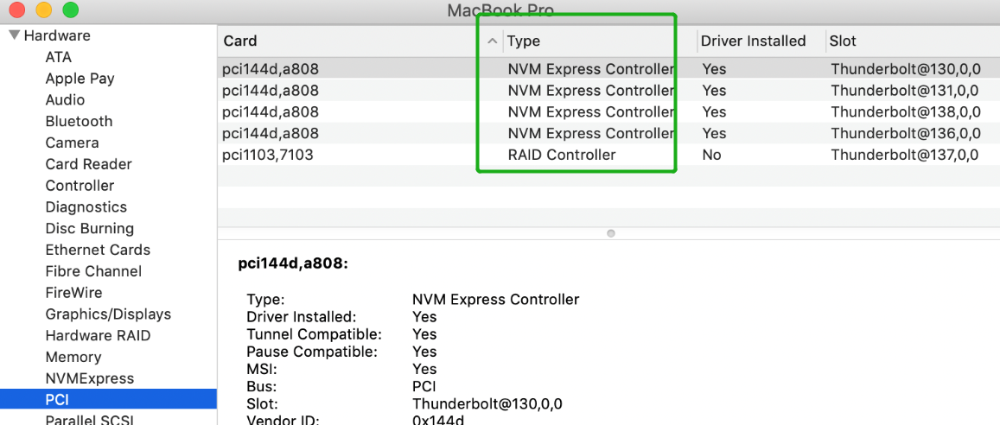 MacBook Pro
Hardware
ATA
Apple Pay
Audio
Bluetooth
Camera
Card Reader
Controller
Diagnostics
Disc Burning
Ethernet Cards
Fibre Channel
FireWire
Graphics/Displays
Hardware RAID
Memory
NVMExpress
PCI
Parallel SCSI
Card Type Driver Installed Slot
pci144d,a808 NVM Express Controller Yes Thunderbolt@130,0,0
pci144d,a808 NVM Express Controller Yes Thunderbolt@131,0,0
pci144d,a808 NVM Express Controller Yes Thunderbolt@138,0,0
pci144d,a808 NVM Express Controller Yes Thunderbolt@136,0,0
pci1103,7103 RAID Controller No Thunderbolt@137,0,0
pci144d,a808:
Type: NVM Express Controller
Driver Installed: Yes
Tunnel Compatible: Yes
Pause Compatible: Yes
MSI: Yes
Bus: PCI
Slot: Thunderbolt@130,0,0
Vendor ID: 0x144d